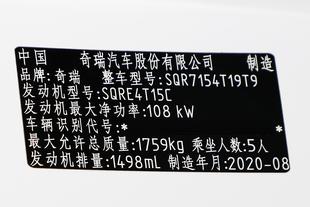 中国 奇瑞汽车股份有限公司 制造
品牌: 奇瑞 整车型号: SQR7154T19T9
发动机型号: SQRE4T15C
发动机最大净功率: 108 kW
车辆识别代号: * *
最大允许总质量: 1759kg 乘坐人数: 5人
发动机排量: 1498mL 制造年月: 2020-08